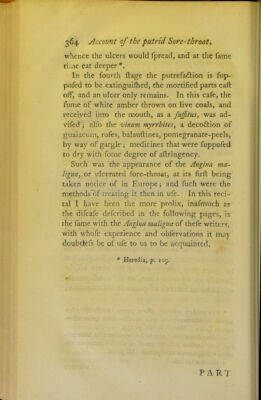 364 Account of the putrid Sore-throat.
whence the ulcers would ſpread, and at the ſame
time eat deeper *.
In the fourth ſtage the putrefaction is ſup-
poſed to be extinguiſhed, the mortified parts caſt
off, and an ulcer only remains. In this caſe, the
fume of white amber thrown on live coals, and
received into the mouth, as a ſuffitus, was ad-
viſed; alſo the vinum myrrhites, a decoction of
guaiacum, roſes, balauſtines, pomegranate-peels,
by way of gargle; medicines that were ſuppoſed
to dry with ſome degree of aſtringency.
Such was the appearance of the Angina ma-
ligna, or ulcerated ſore-throat, at its firſt being
taken notice of in Europe; and ſuch were the
methods of treating it then in uſe. In this reci-
tal I have been the more prolix, inaſmuch as
the diſeaſe deſcribed in the following pages, is
the ſame with the Angina maligna of theſe writers,
with whoſe experience and obſervations it may
doubtleſs be of uſe to us to be acquainted.
* Heredia, p. 109.
PART